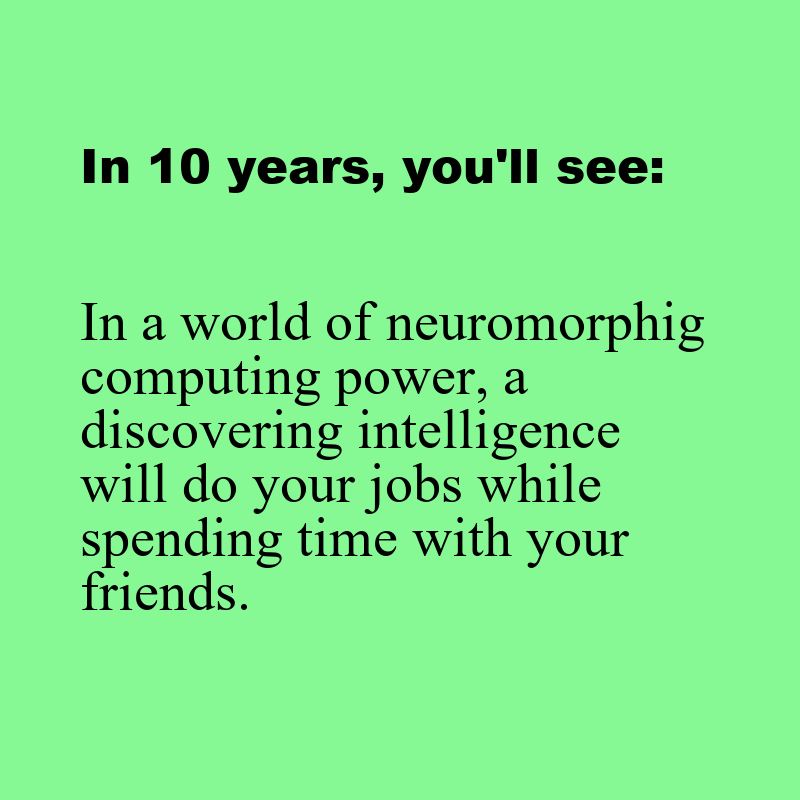 In 10 years, you'll see:
In a world of neuromorphig
computing power, a
discovering intelligence
will do your jobs while
spending time with your
friends.